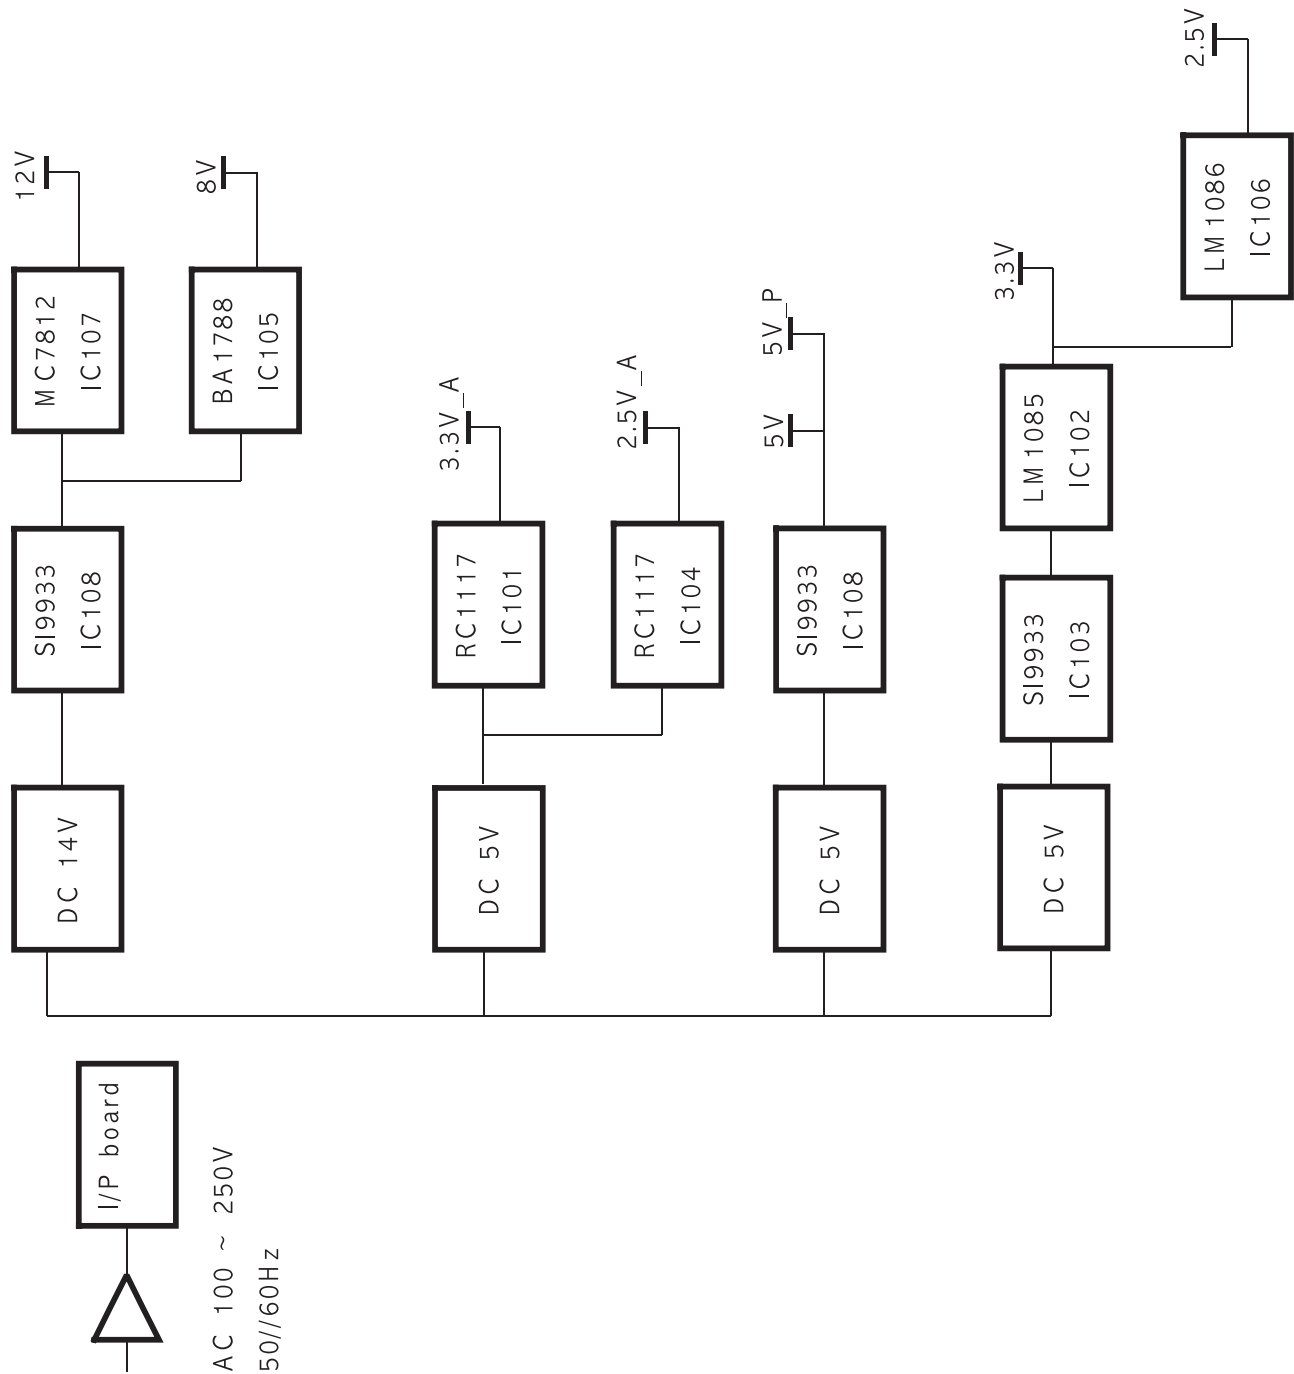 I/P board
AC 100 ~ 250V
50//60Hz
DC 14V
SI9933
IC108
MC7812
IC107
12V
BA1788
IC105
8V
DC 5V
RC1117
IC101
3.3V_A
RC1117
IC104
2.5V_A
DC 5V
SI9933
IC108
5V
5V_P
DC 5V
SI9933
IC103
LM1085
IC102
3.3V
LM1086
IC106
2.5V